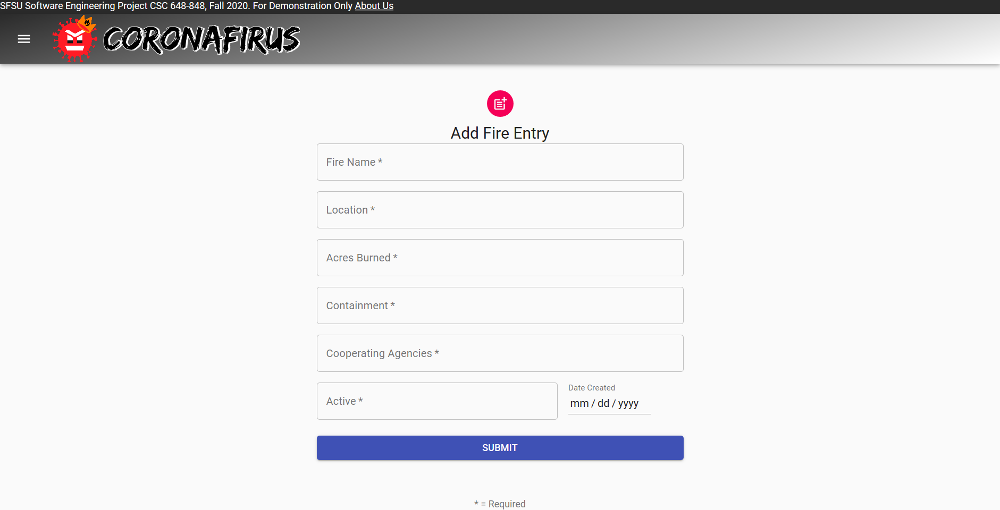 SFSU Software Engineering Project CSC 648-848, Fall 2020. For Demonstration Only About Us
CORONAFIRUS
Add Fire Entry
Fire Name *
Location *
Acres Burned *
Containment *
Cooperating Agencies *
Date Created
Active *
mm / dd / yyyy
SUBMIT
* = Required